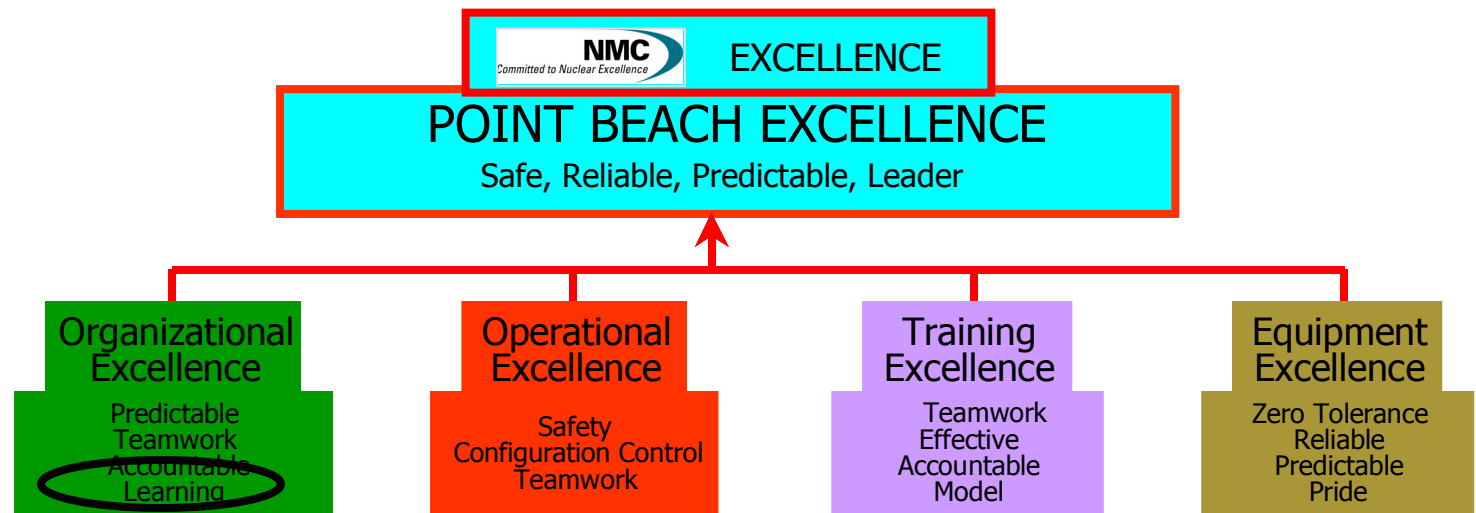 NMC
Committed to Nuclear Excellence
EXCELLENCE
POINT BEACH EXCELLENCE
Safe, Reliable, Predictable, Leader
Organizational
Excellence
Predictable
Teamwork
Accountable
Learning
Operational
Excellence
Safety
Configuration Control
Teamwork
Training
Excellence
Teamwork
Effective
Accountable
Model
Equipment
Excellence
Zero Tolerance
Reliable
Predictable
Pride